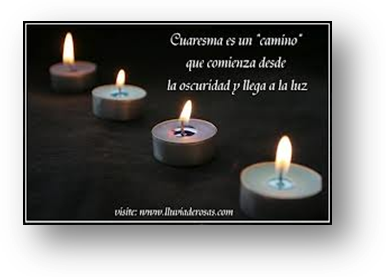 Cuaresma es un "camino"
que comienza desde
la oscuridad y llega a la luz
visite: www.lluviaderosas.com